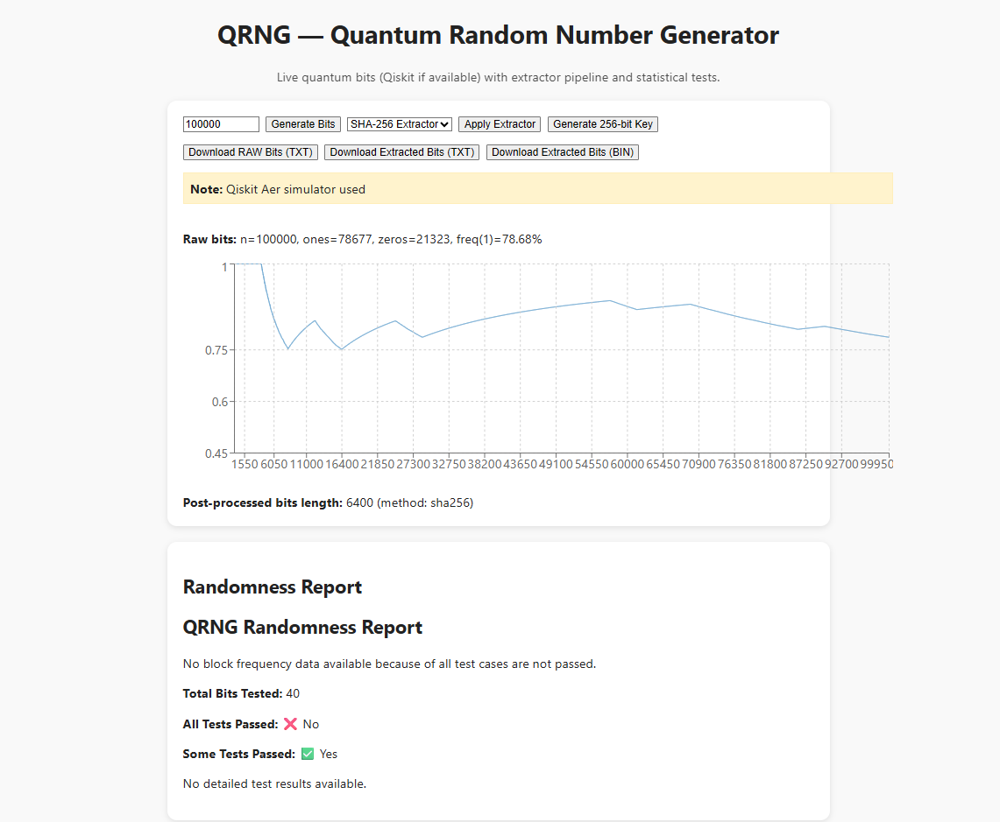 QRNG — Quantum Random Number Generator
Live quantum bits (Qiskit if available) with extractor pipeline and statistical tests.
100000 Generate Bits SHA-256 Extractor Apply Extractor Generate 256-bit Key
Download RAW Bits (TXT) Download Extracted Bits (TXT) Download Extracted Bits (BIN)
Note: Qiskit Aer simulator used
Raw bits: n=100000, ones=78677, zeros=21323, freq(1)=78.68%
1
0.75
0.6
0.45
1550 6050 11000 16400 21850 27300 32750 38200 43650 49100 54550 60000 65450 70900 76350 81800 87250 92700 99950
Post-processed bits length: 6400 (method: sha256)
Randomness Report
QRNG Randomness Report
No block frequency data available because of all test cases are not passed.
Total Bits Tested: 40
All Tests Passed: ❌ No
Some Tests Passed: ✅ Yes
No detailed test results available.